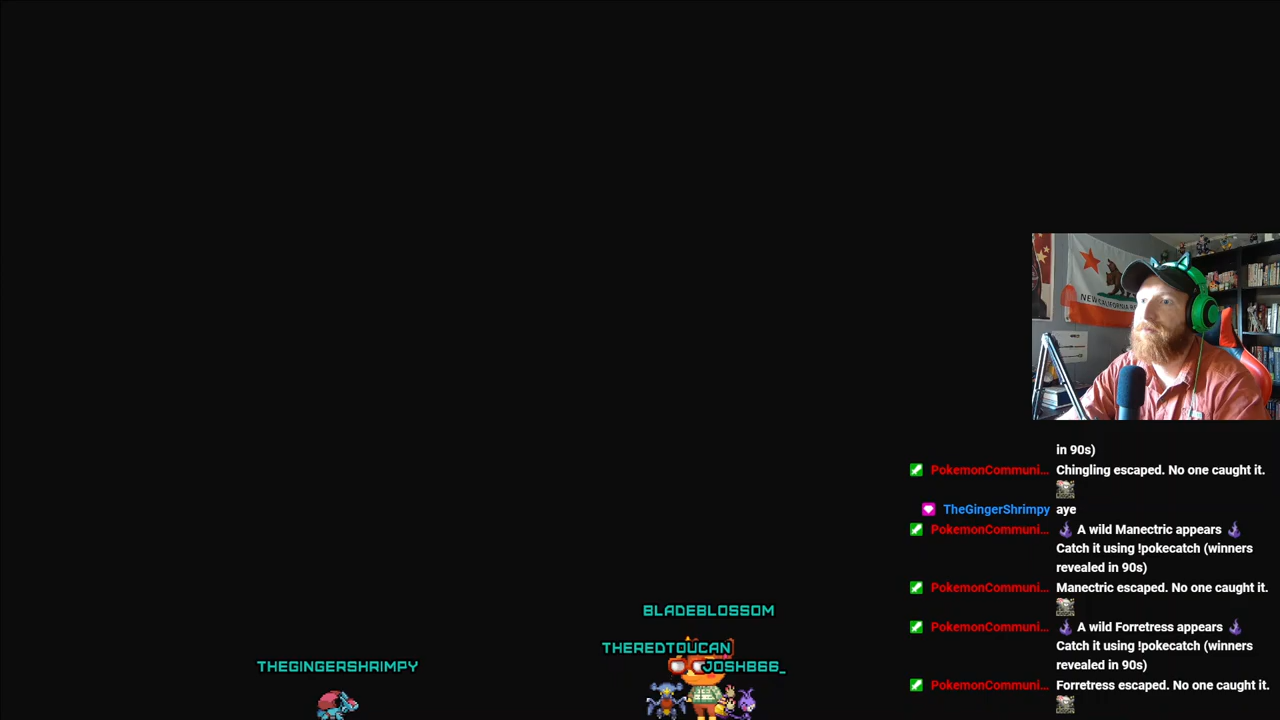 NEW CALIFORNIA R
in 90s)
PokemonCommuni... Chingling escaped. No one caught it.
TheGingerShrimpy aye
PokemonCommuni... A wild Manectric appears
Catch it using !pokecatch (winners
revealed in 90s)
PokemonCommuni... Manectric escaped. No one caught it.
PokemonCommuni... A wild Forretress appears
Catch it using !pokecatch (winners
revealed in 90s)
PokemonCommuni... Forretress escaped. No one caught it.
BLADEBLOSSOM
THEREDTOUCAN
JOSH866_
THEGINGERSHRIMPY